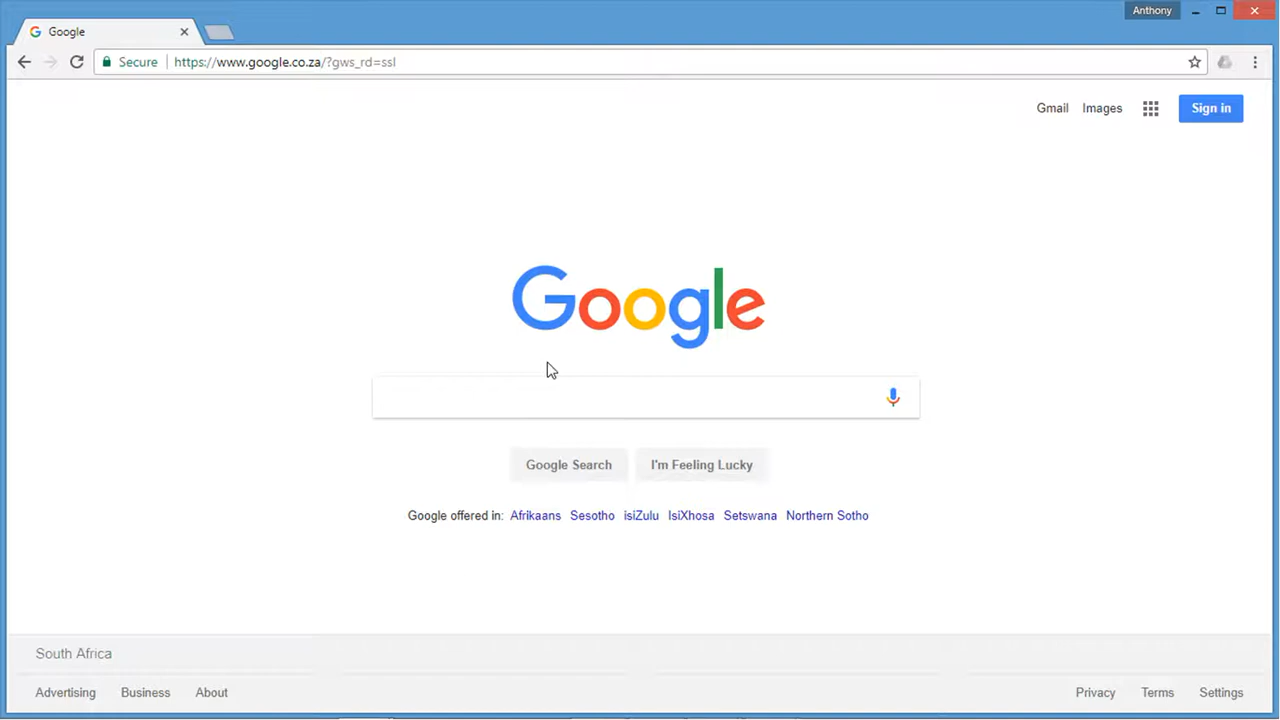 Anthony
Google
Secure https://www.google.co.za/?gws_rd=ssl
Gmail Images Sign in
Google
Google Search I'm Feeling Lucky
Google offered in: Afrikaans Sesotho isiZulu IsiXhosa Setswana Northern Sotho
South Africa
Advertising Business About Privacy Terms Settings